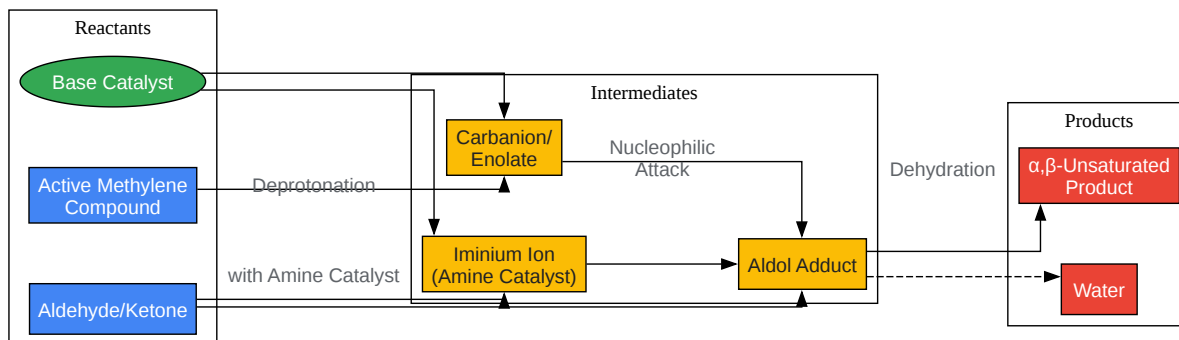 Reactants
Base Catalyst
Active Methylene
Compound
Aldehyde/Ketone
Deprotonation
with Amine Catalyst
Intermediates
Carbanion/
Enolate
Nucleophilic
Attack
Iminium Ion
(Amine Catalyst)
Aldol Adduct
Dehydration
Products
α,β-Unsaturated
Product
Water